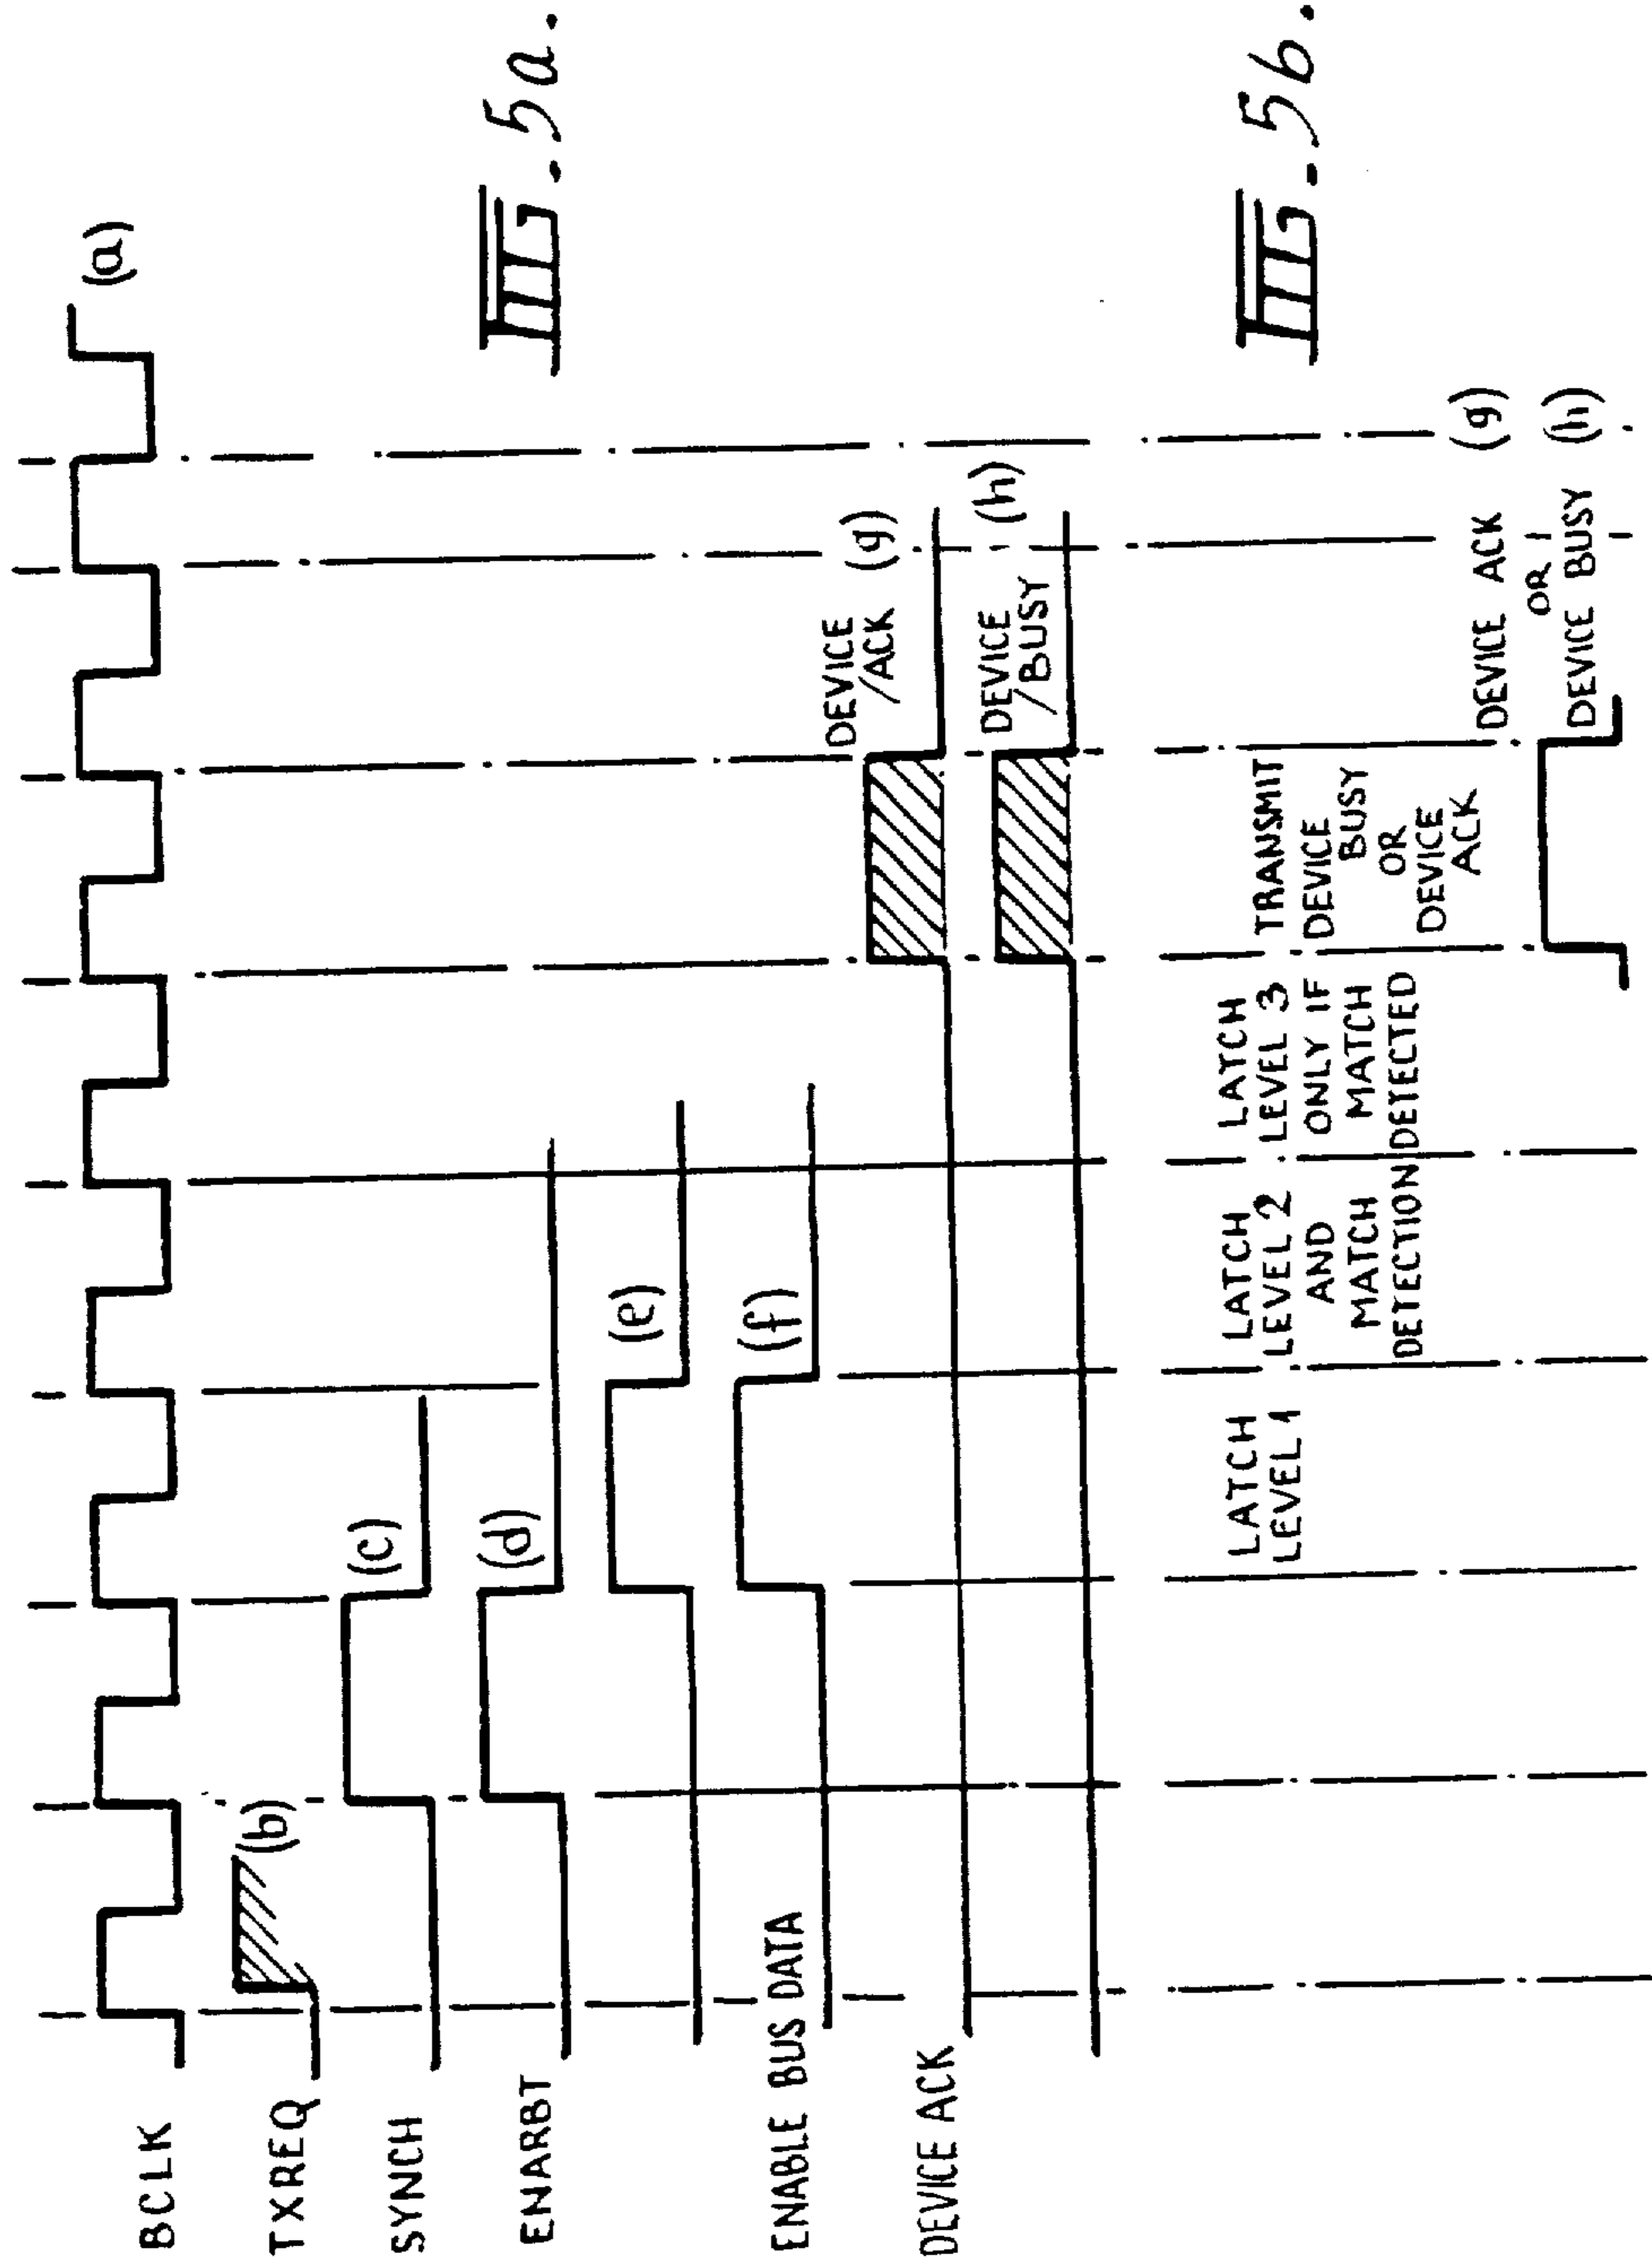 BCLK
(a)
TXREQ
(b)
SYNCH
(c)
FIG-5a.
ENARBT
(d)
(e)
ENABLE BUS DATA
(f)
DEVICE
/ACK (g)
DEVICE ACK
DEVICE
/BUSY (h)
FIG-5b.
LATCH
LEVEL 1
LATCH
LEVEL 2
AND
MATCH
DETECTION
LATCH
LEVEL 3
ONLY IF
MATCH
DETECTED
TRANSMIT
DEVICE
BUSY
OR
DEVICE
ACK
DEVICE ACK (g)
OR
DEVICE BUSY (h)